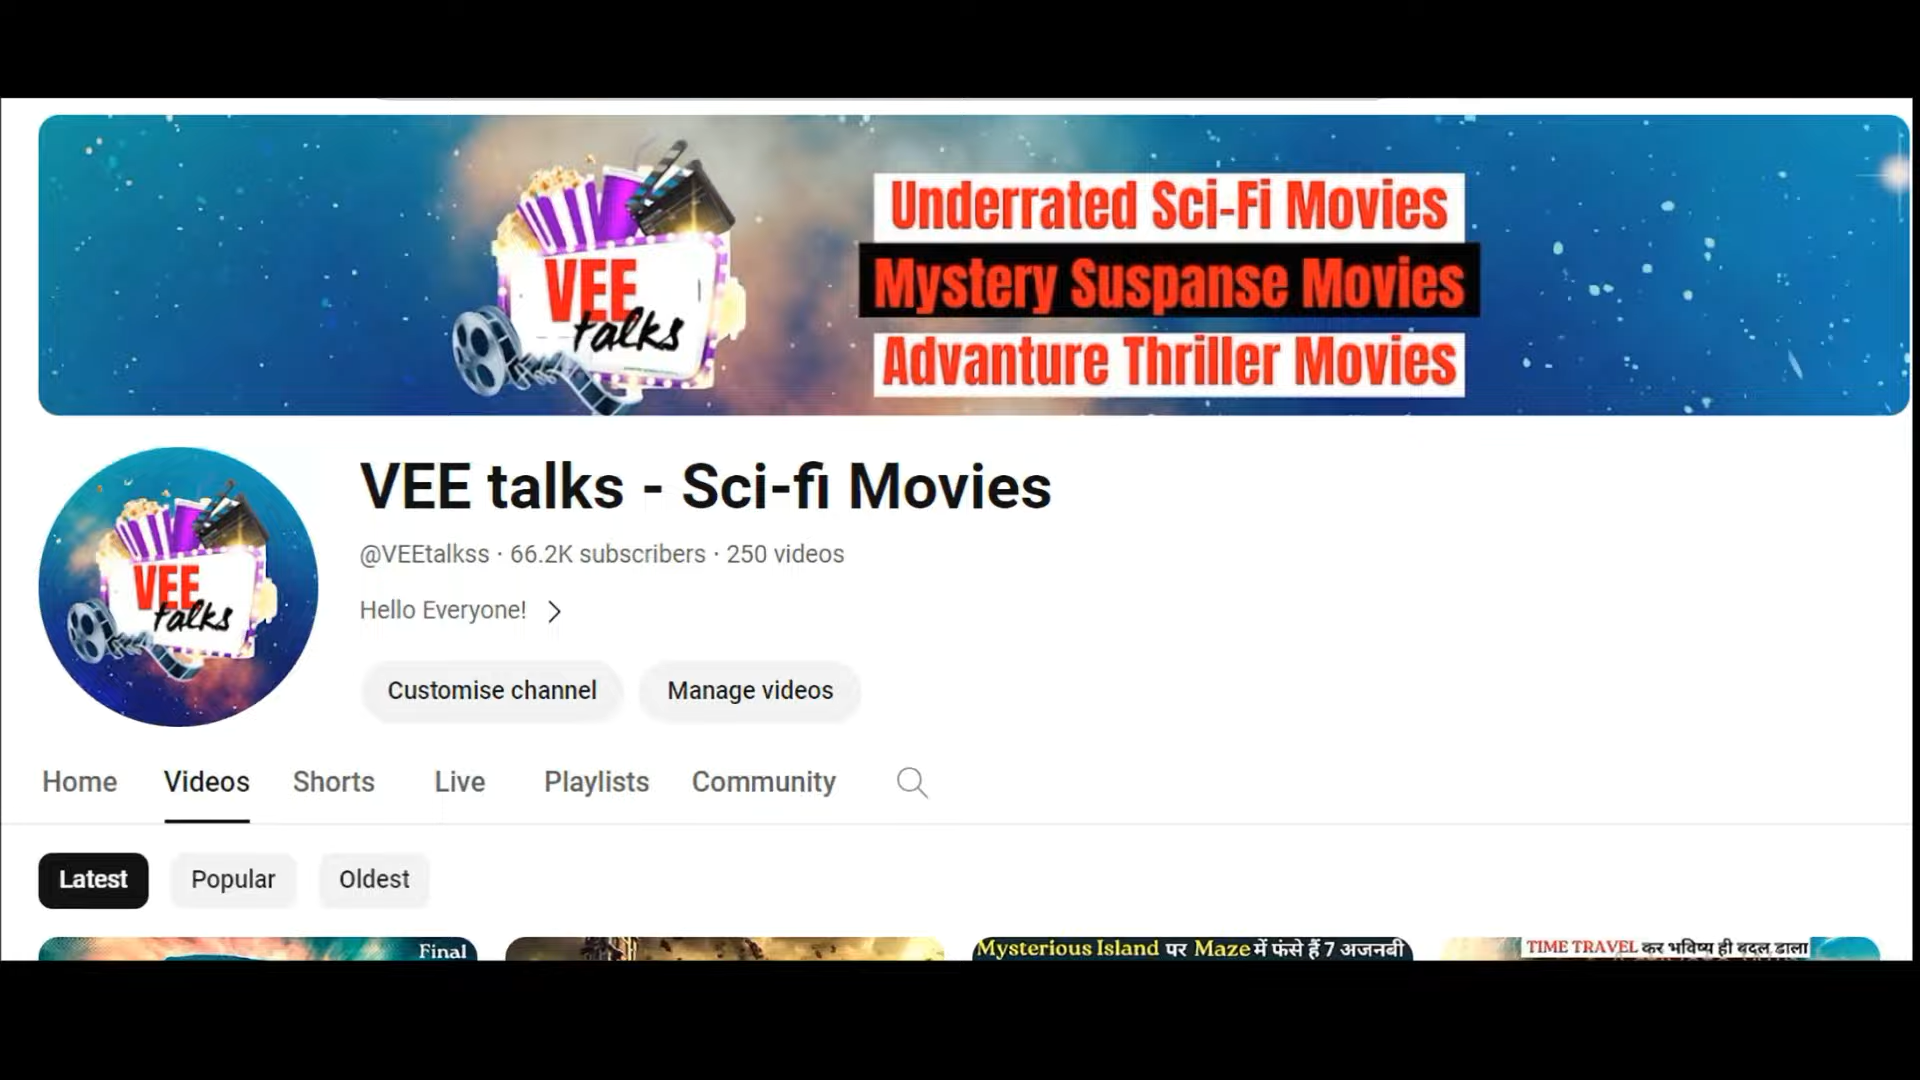 VEE
talks
Underrated Sci-Fi Movies
Mystery Suspanse Movies
Advanture Thriller Movies
VEE
talks
VEE talks - Sci-fi Movies
@VEEtalkss · 66.2K subscribers · 250 videos
Hello Everyone!
Customise channel Manage videos
Home Videos Shorts Live Playlists Community
Latest Popular Oldest
Final
Mysterious Island पर Maze में फंसे हैं 7 अजनबी
TIME TRAVEL कर भविष्य ही बदल डाला